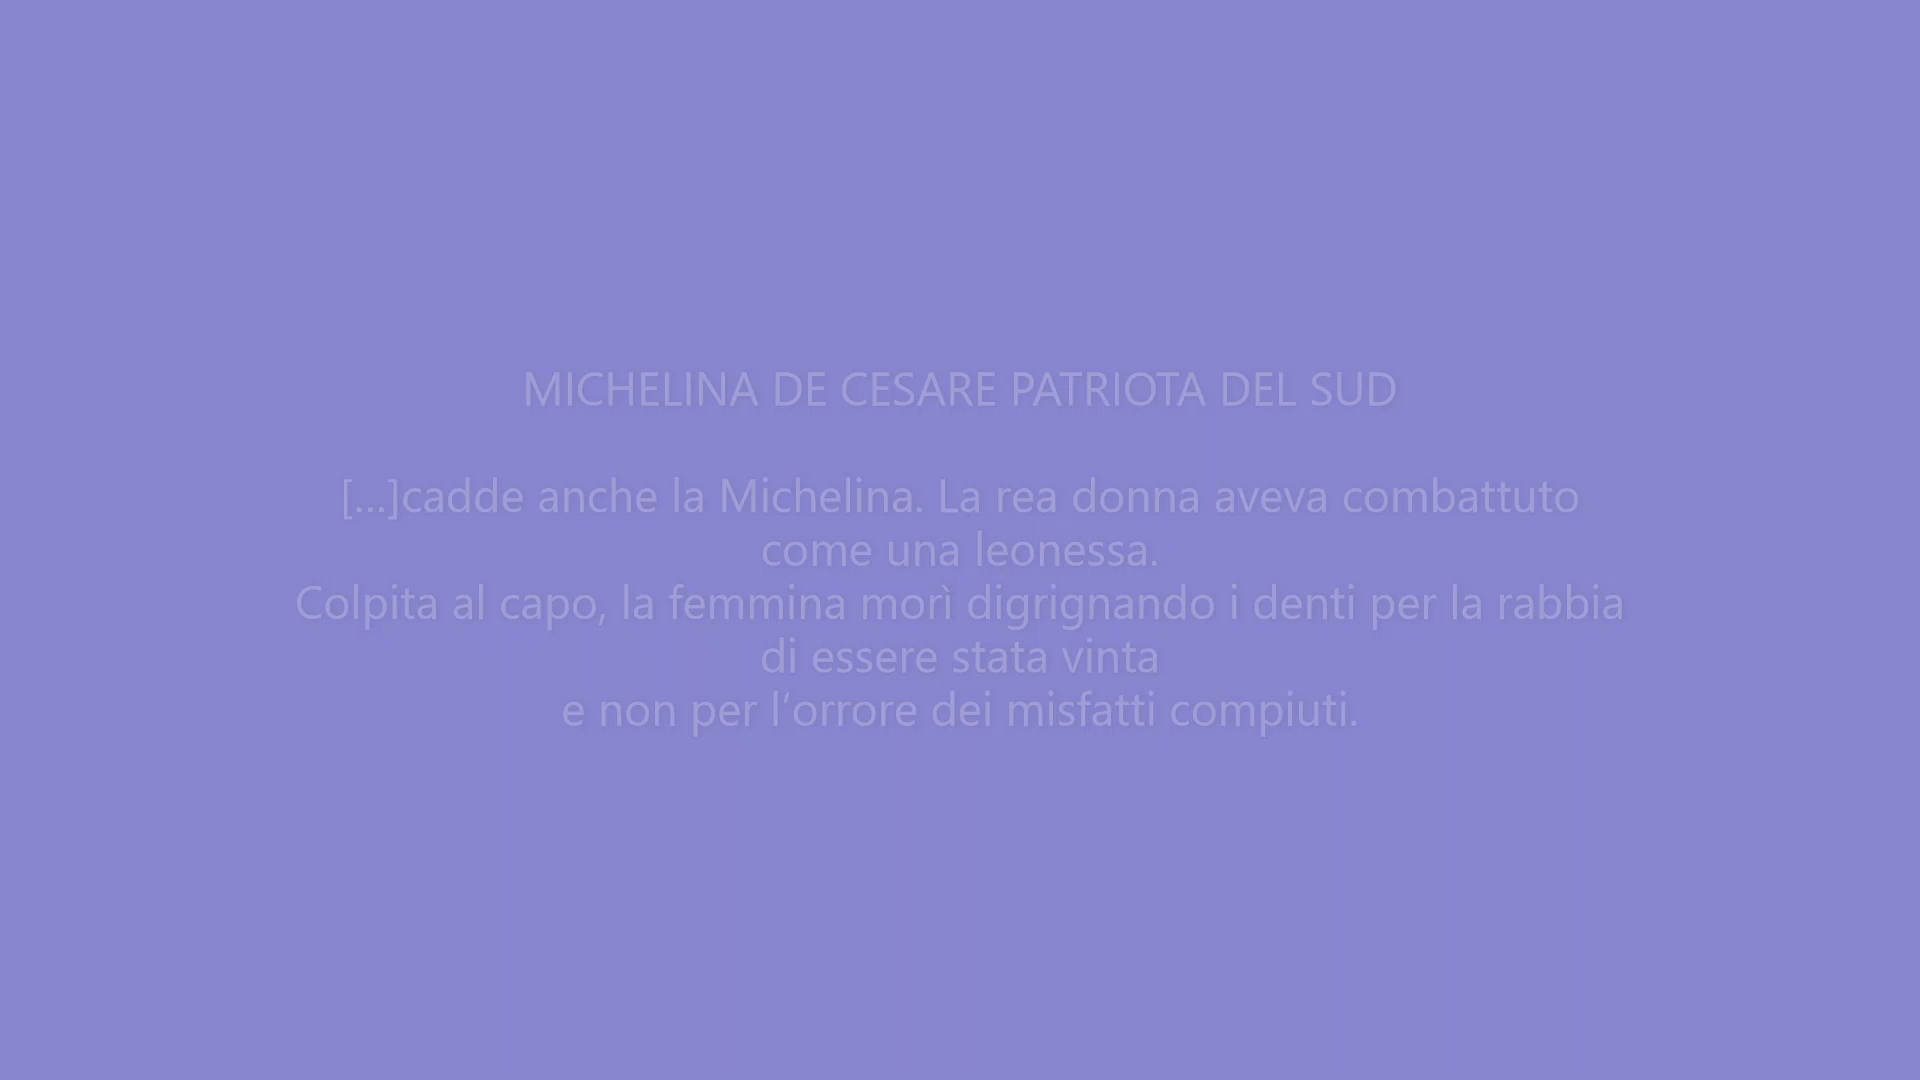 MICHELINA DE CESARE PATRIOTA DEL SUD
[...]cadde anche la Michelina. La rea donna aveva combattuto
come una leonessa.
Colpita al capo, la femmina morì digrignando i denti per la rabbia
di essere stata vinta
e non per l‘orrore dei misfatti compiuti.